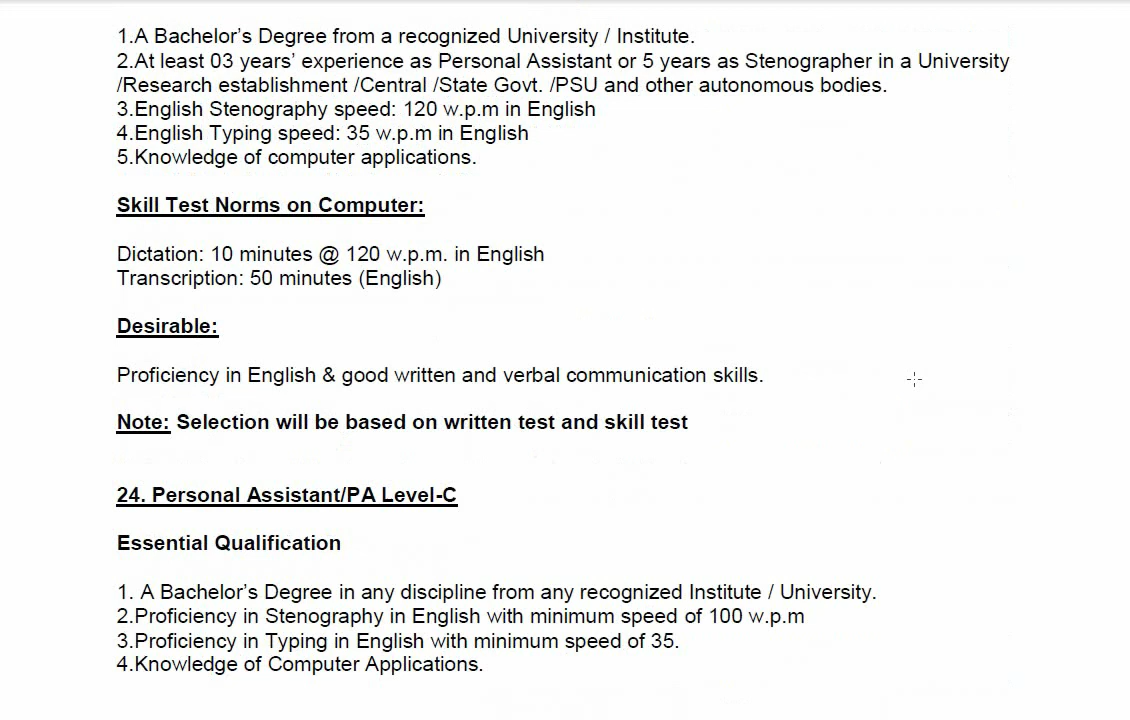 1.A Bachelor's Degree from a recognized University / Institute.
2.At least 03 years' experience as Personal Assistant or 5 years as Stenographer in a University
/Research establishment /Central /State Govt. /PSU and other autonomous bodies.
3.English Stenography speed: 120 w.p.m in English
4.English Typing speed: 35 w.p.m in English
5.Knowledge of computer applications.
Skill Test Norms on Computer:
Dictation: 10 minutes @ 120 w.p.m. in English
Transcription: 50 minutes (English)
Desirable:
Proficiency in English & good written and verbal communication skills.
Note: Selection will be based on written test and skill test
24. Personal Assistant/PA Level-C
Essential Qualification
1. A Bachelor's Degree in any discipline from any recognized Institute / University.
2.Proficiency in Stenography in English with minimum speed of 100 w.p.m
3.Proficiency in Typing in English with minimum speed of 35.
4.Knowledge of Computer Applications.